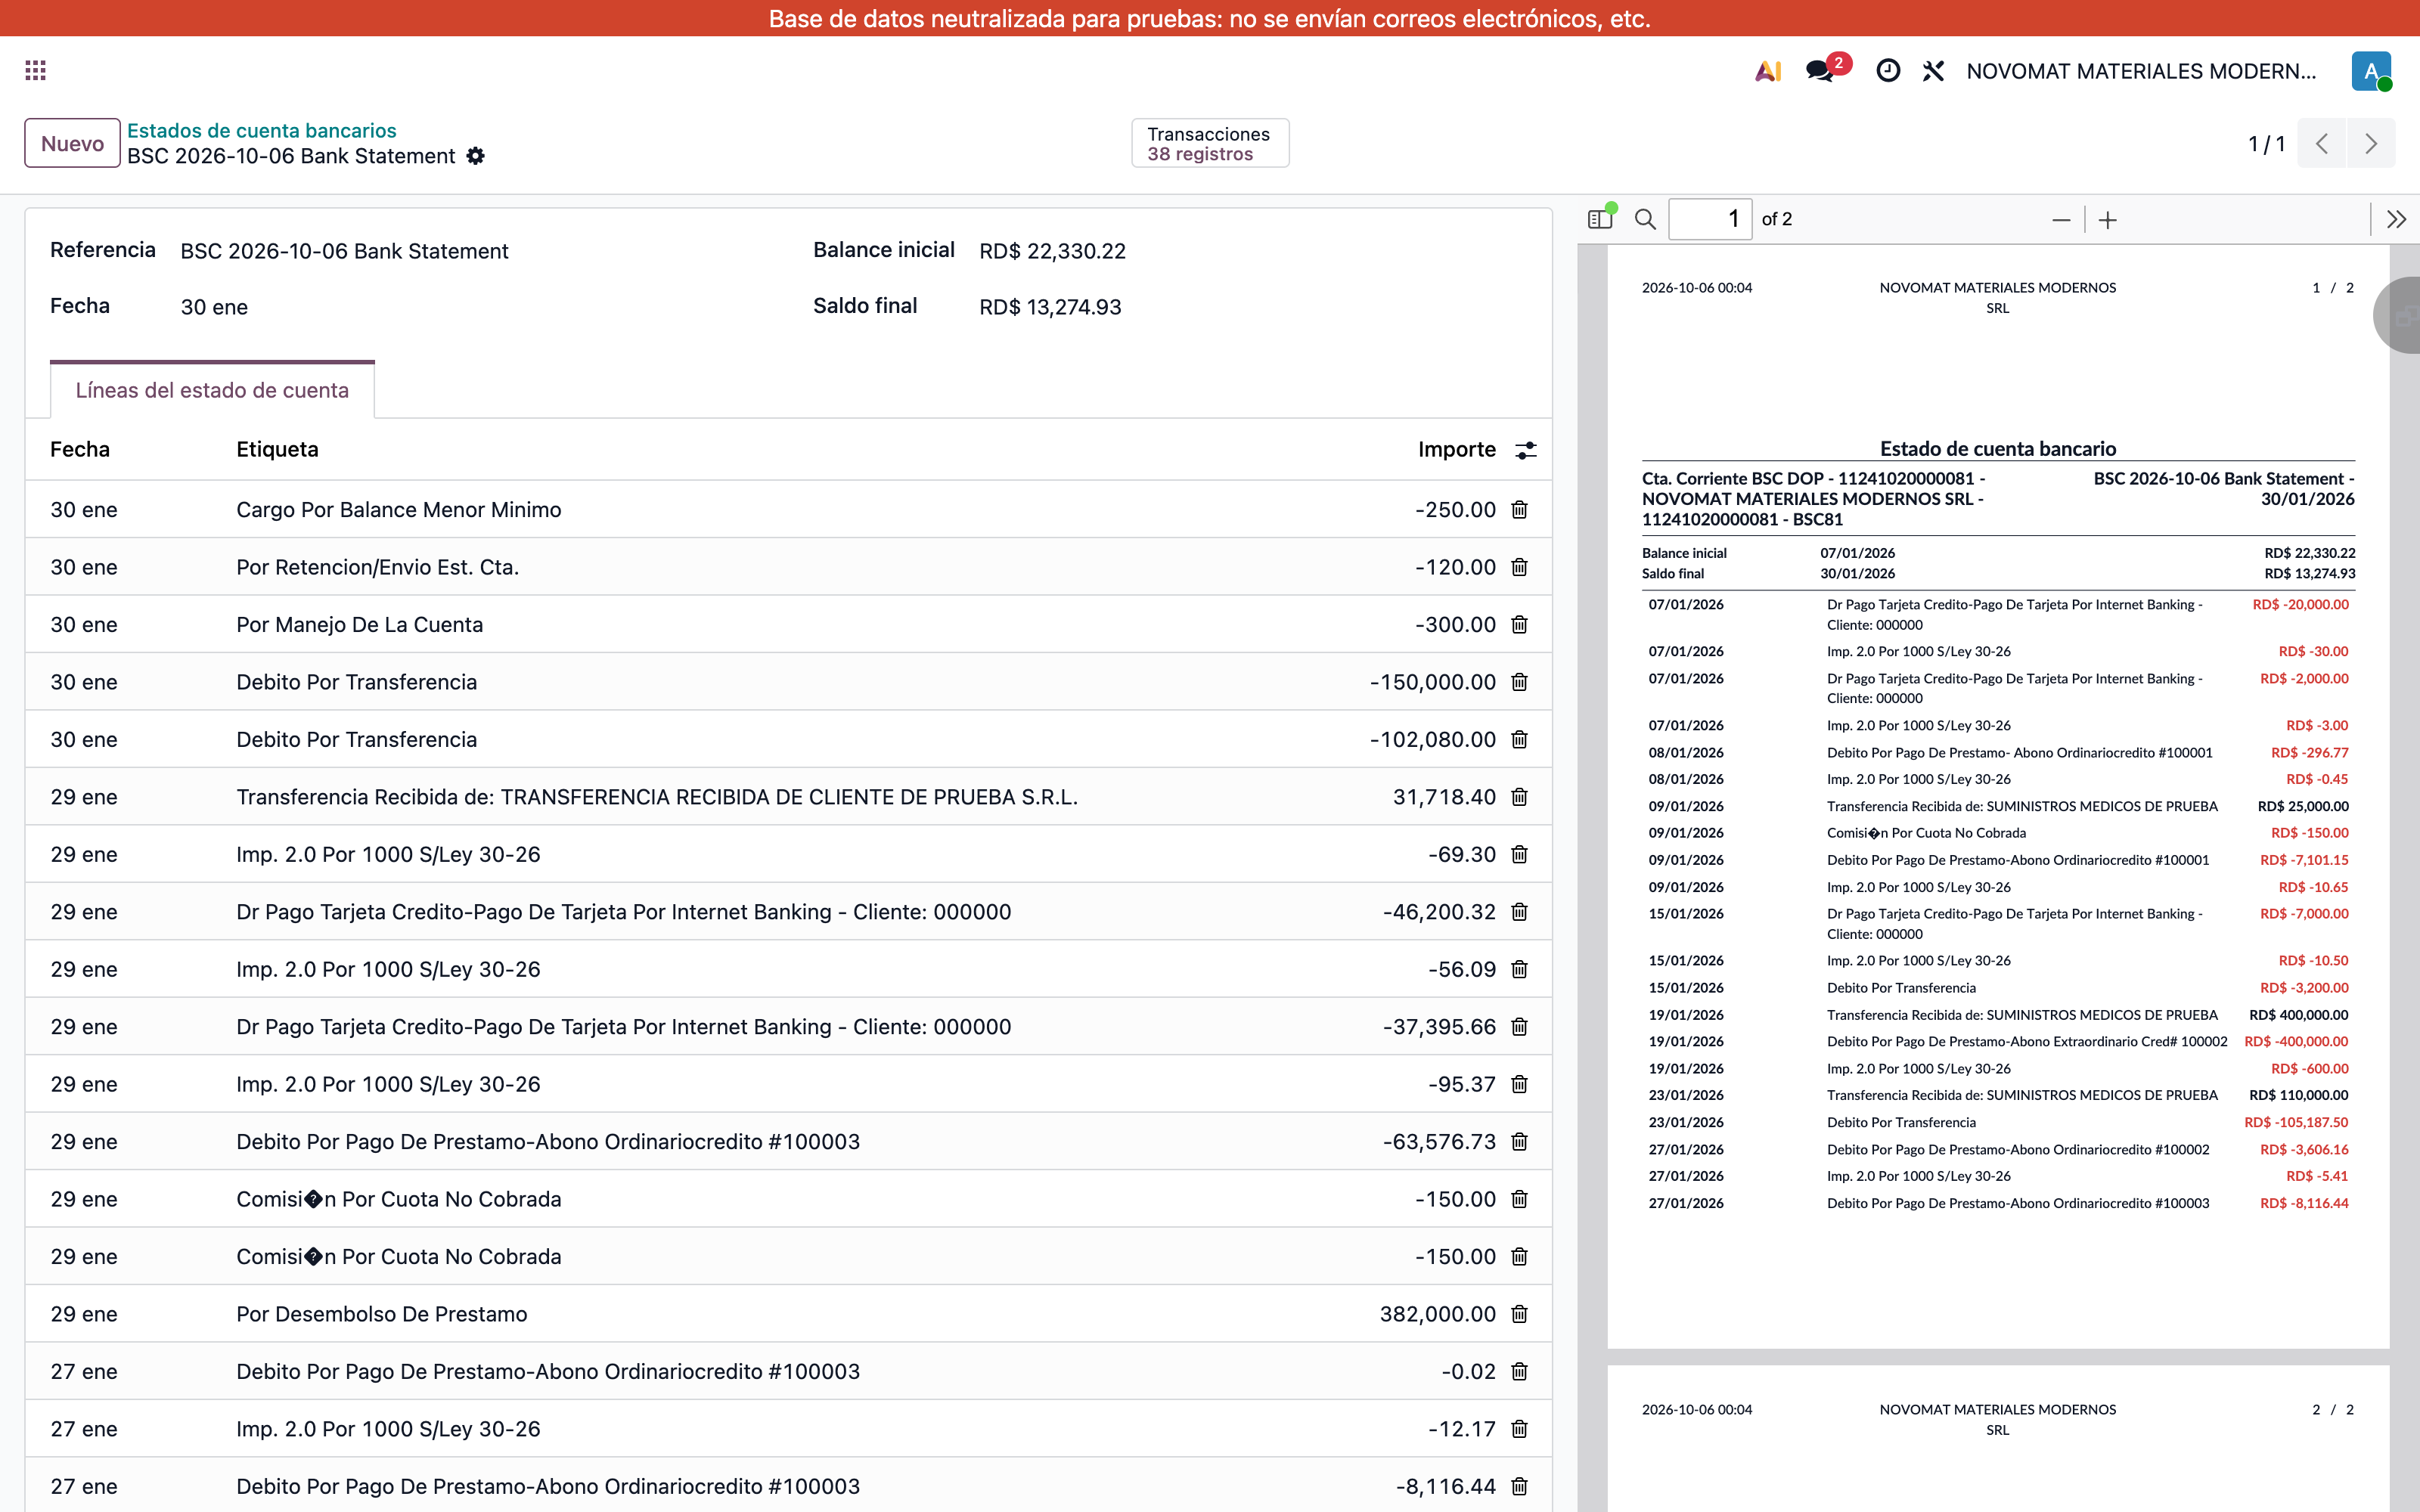 Base de datos neutralizada para pruebas: no se envían correos electrónicos, etc.
AI
2
NOVOMAT MATERIALES MODERN...
A
Nuevo
Estados de cuenta bancarios
BSC 2026-10-06 Bank Statement
Transacciones
38 registros
1 / 1
Referencia BSC 2026-10-06 Bank Statement
Balance inicial RD$ 22,330.22
Fecha 30 ene
Saldo final RD$ 13,274.93
Líneas del estado de cuenta
Fecha Etiqueta Importe
30 ene Cargo Por Balance Menor Minimo -250.00
30 ene Por Retencion/Envio Est. Cta. -120.00
30 ene Por Manejo De La Cuenta -300.00
30 ene Debito Por Transferencia -150,000.00
30 ene Debito Por Transferencia -102,080.00
29 ene Transferencia Recibida de: TRANSFERENCIA RECIBIDA DE CLIENTE DE PRUEBA S.R.L. 31,718.40
29 ene Imp. 2.0 Por 1000 S/Ley 30-26 -69.30
29 ene Dr Pago Tarjeta Credito-Pago De Tarjeta Por Internet Banking - Cliente: 000000 -46,200.32
29 ene Imp. 2.0 Por 1000 S/Ley 30-26 -56.09
29 ene Dr Pago Tarjeta Credito-Pago De Tarjeta Por Internet Banking - Cliente: 000000 -37,395.66
29 ene Imp. 2.0 Por 1000 S/Ley 30-26 -95.37
29 ene Debito Por Pago De Prestamo-Abono Ordinariocredito #100003 -63,576.73
29 ene Comisi�n Por Cuota No Cobrada -150.00
29 ene Comisi�n Por Cuota No Cobrada -150.00
29 ene Por Desembolso De Prestamo 382,000.00
27 ene Debito Por Pago De Prestamo-Abono Ordinariocredito #100003 -0.02
27 ene Imp. 2.0 Por 1000 S/Ley 30-26 -12.17
27 ene Debito Por Pago De Prestamo-Abono Ordinariocredito #100003 -8,116.44
1 of 2
2026-10-06 00:04 NOVOMAT MATERIALES MODERNOS 1 / 2
SRL
Estado de cuenta bancario
Cta. Corriente BSC DOP - 11241020000081 - BSC 2026-10-06 Bank Statement -
NOVOMAT MATERIALES MODERNOS SRL - 30/01/2026
11241020000081 - BSC81
Balance inicial 07/01/2026 RD$ 22,330.22
Saldo final 30/01/2026 RD$ 13,274.93
07/01/2026 Dr Pago Tarjeta Credito-Pago De Tarjeta Por Internet Banking - RD$ -20,000.00
Cliente: 000000
07/01/2026 Imp. 2.0 Por 1000 S/Ley 30-26 RD$ -30.00
07/01/2026 Dr Pago Tarjeta Credito-Pago De Tarjeta Por Internet Banking - RD$ -2,000.00
Cliente: 000000
07/01/2026 Imp. 2.0 Por 1000 S/Ley 30-26 RD$ -3.00
08/01/2026 Debito Por Pago De Prestamo- Abono Ordinariocredito #100001 RD$ -296.77
08/01/2026 Imp. 2.0 Por 1000 S/Ley 30-26 RD$ -0.45
09/01/2026 Transferencia Recibida de: SUMINISTROS MEDICOS DE PRUEBA RD$ 25,000.00
09/01/2026 Comisi�n Por Cuota No Cobrada RD$ -150.00
09/01/2026 Debito Por Pago De Prestamo-Abono Ordinariocredito #100001 RD$ -7,101.15
09/01/2026 Imp. 2.0 Por 1000 S/Ley 30-26 RD$ -10.65
15/01/2026 Dr Pago Tarjeta Credito-Pago De Tarjeta Por Internet Banking - RD$ -7,000.00
Cliente: 000000
15/01/2026 Imp. 2.0 Por 1000 S/Ley 30-26 RD$ -10.50
15/01/2026 Debito Por Transferencia RD$ -3,200.00
19/01/2026 Transferencia Recibida de: SUMINISTROS MEDICOS DE PRUEBA RD$ 400,000.00
19/01/2026 Debito Por Pago De Prestamo-Abono Extraordinario Cred# 100002 RD$ -400,000.00
19/01/2026 Imp. 2.0 Por 1000 S/Ley 30-26 RD$ -600.00
23/01/2026 Transferencia Recibida de: SUMINISTROS MEDICOS DE PRUEBA RD$ 110,000.00
23/01/2026 Debito Por Transferencia RD$ -105,187.50
27/01/2026 Debito Por Pago De Prestamo-Abono Ordinariocredito #100002 RD$ -3,606.16
27/01/2026 Imp. 2.0 Por 1000 S/Ley 30-26 RD$ -5.41
27/01/2026 Debito Por Pago De Prestamo-Abono Ordinariocredito #100003 RD$ -8,116.44
2026-10-06 00:04 NOVOMAT MATERIALES MODERNOS 2 / 2
SRL